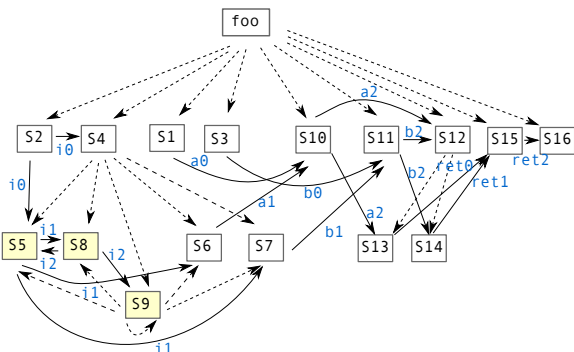 foo
a2
S2
S4
S1
S3
S10
S11
b2
S12
S15
S16
i0
a0
ret0
ret2
i0
b2
ret1
a1
b0
a2
i1
b1
S5
S8
i2
i2
S6
S7
S13
S14
i1
S9
i1